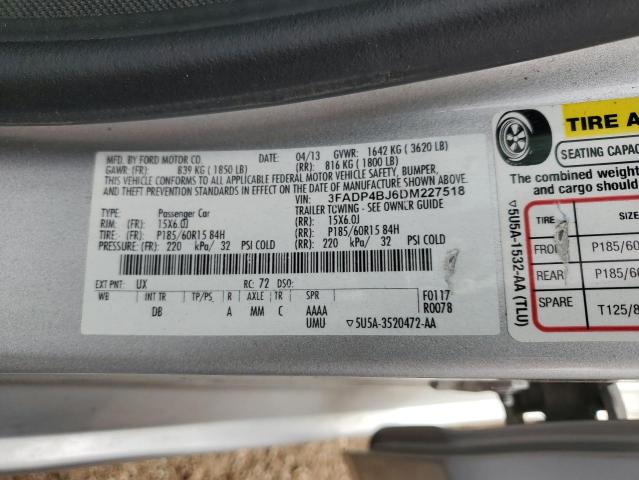 MFD. BY FORD MOTOR CO. DATE: 04/13 GVWR: 1642 KG ( 3620 LB)
GAWR: (FR): 839 KG ( 1850 LB) (RR): 816 KG ( 1800 LB)
THIS VEHICLE CONFORMS TO ALL APPLICABLE FEDERAL MOTOR VEHICLE SAFETY, BUMPER,
AND THEFT PREVENTION STANDARDS IN EFFECT ON THE DATE OF MANUFACTURE SHOWN ABOVE.
VIN: 3FADP4BJ6DM227518
TYPE: Passenger Car TRAILER TOWING - SEE OWNER GUIDE
RIM: (FR): 15X6.0J (RR): 15X6.0J
TIRE: (FR): P185/60R15 84H (RR): P185/60R15 84H
PRESSURE: (FR): 220 kPa/ 32 PSI COLD (RR): 220 kPa/ 32 PSI COLD
EXT PNT: UX RC: 72 DSO:
WB INT TR TP/PS R AXLE TR SPR F0117
DB A MM C AAAA R0078
UMU ▽5U5A-3520472-AA
▽5U5A-1532-AA (TLU)
TIRE A
SEATING CAPACI
The combined weight
and cargo shoul
TIRE SIZE
FRO P185/60
REAR P185/6
SPARE T125/8